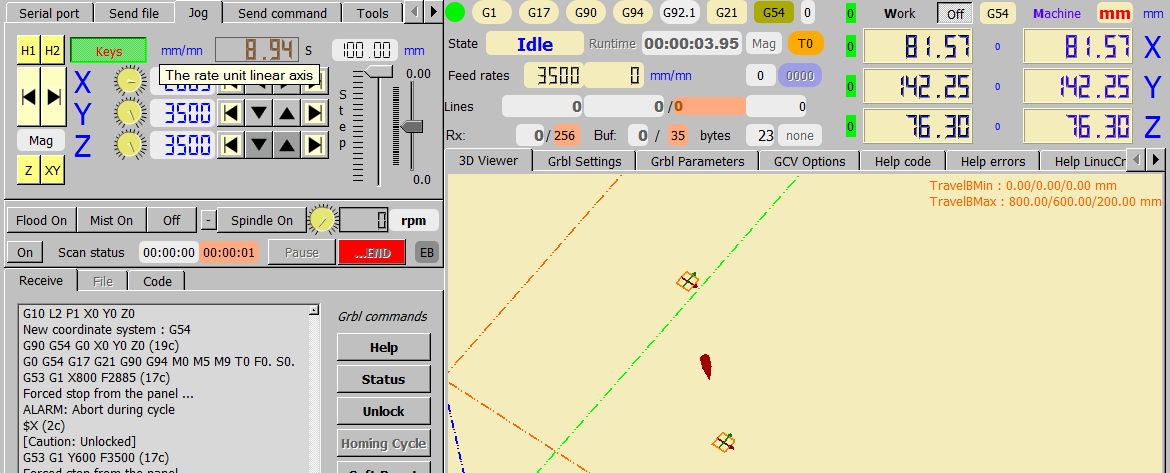 Serial port Send file Jog Send command Tools
H1 H2 Keys mm/mn 8.94 S 100.00 mm
The rate unit linear axis
X
Y 3500
Z 3500
Mag
Z XY
Step
0.00
0.0
Flood On Mist On Off - Spindle On 0 rpm
On Scan status 00:00:00 00:00:01 Pause ...END EB
Receive File Code
G10 L2 P1 X0 Y0 Z0
New coordinate system : G54
G90 G54 G0 X0 Y0 Z0 (19c)
G0 G54 G17 G21 G90 G94 M0 M5 M9 T0 F0. S0.
G53 G1 X800 F2885 (17c)
Forced stop from the panel ...
ALARM: Abort during cycle
$X (2c)
[Caution: Unlocked]
G53 G1 Y600 F3500 (17c)
Forced stop from the panel ...
Grbl commands
Help
Status
Unlock
Homing Cycle
G1 G17 G90 G94 G92.1 G21 G54 0
State Idle Runtime 00:00:03.95 Mag T0
Feed rates 3500 0 mm/mn 0 0000
Lines 0 0 /0 0
Rx: 0/ 256 Buf: 0 / 35 bytes 23 none
0 Work Off G54 Machine mm mm
0 81.57 0 81.57 X
0 142.25 0 142.25 Y
0 76.30 0 76.30 Z
3D Viewer Grbl Settings Grbl Parameters GCV Options Help code Help errors Help LinucCr
TravelBMin : 0.00/0.00/0.00 mm
TravelBMax : 800.00/600.00/200.00 mm